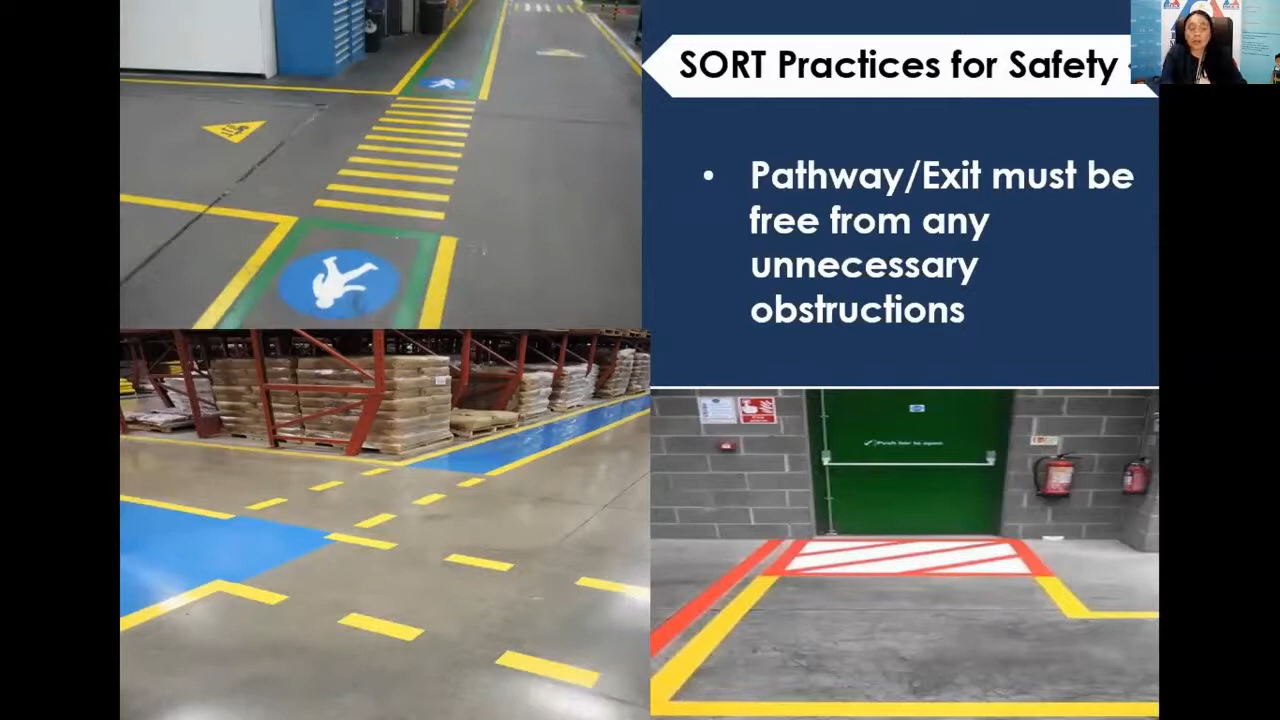 SORT Practices for Safety
• Pathway/Exit must be
free from any
unnecessary
obstructions